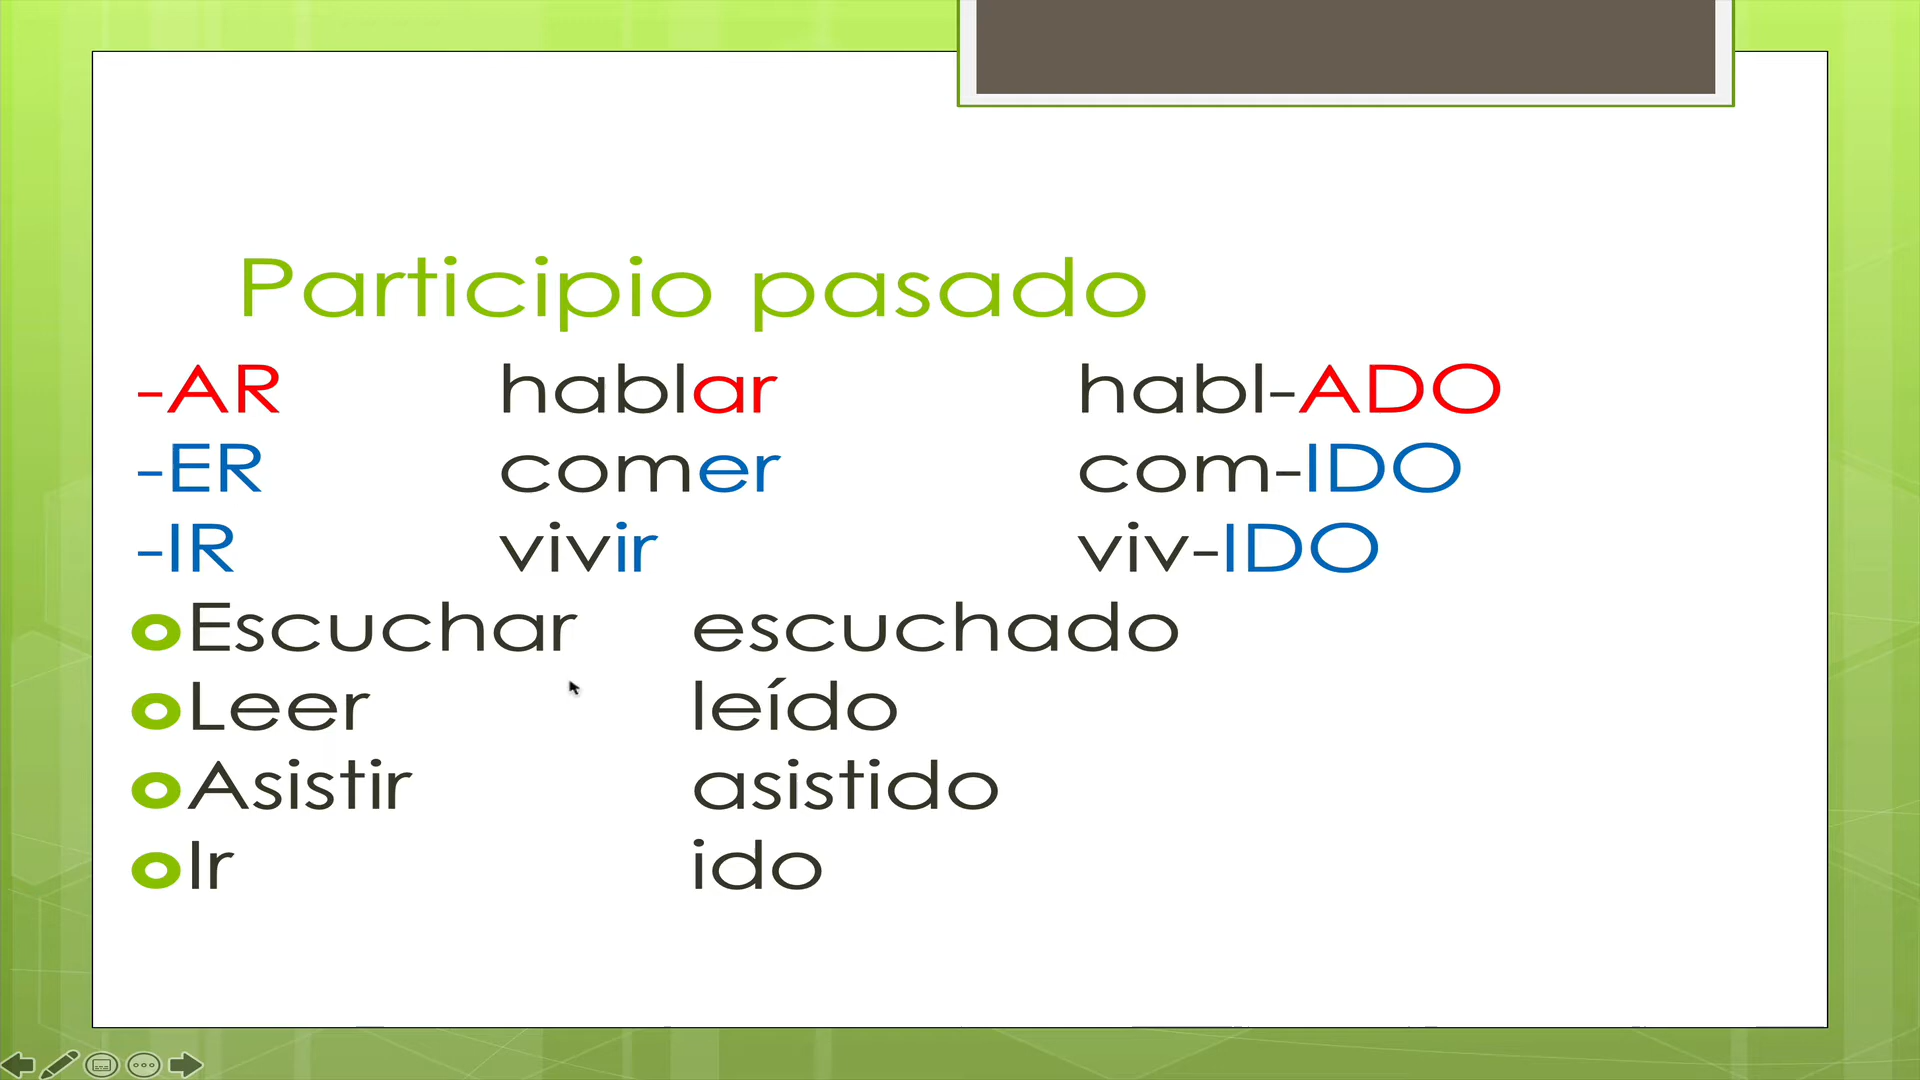 Participio pasado
-AR hablar habl-ADO
-ER comer com-IDO
-IR vivir viv-IDO
Escuchar escuchado
Leer leído
Asistir asistido
Ir ido